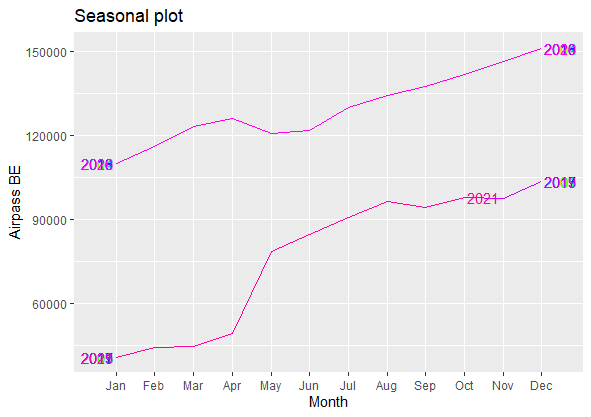 Seasonal plot
150000
120000
90000
60000
Airpass BE
2021
Jan Feb Mar Apr May Jun Jul Aug Sep Oct Nov Dec
Month